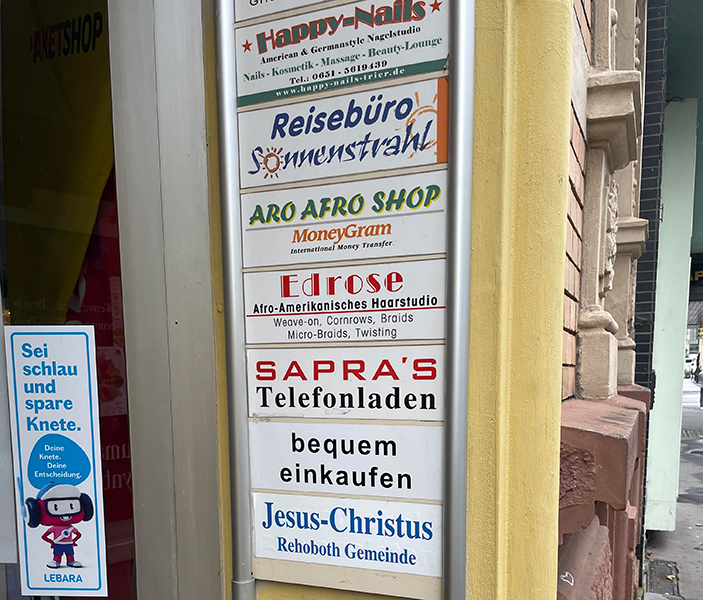 PAKETSHOP
Happy-Nails
American & Germanstyle Nagelstudio
Nails - Kosmetik - Massage - Beauty-Lounge
Tel.: 0651 - 5619439
www.happy-nails-trier.de
Reisebüro
Sonnenstrahl
ARO AFRO SHOP
MoneyGram
International Money Transfer
Edrose
Afro-Amerikanisches Haarstudio
Weave-on, Cornrows, Braids
Micro-Braids, Twisting
SAPRA'S
Telefonladen
bequem
einkaufen
Jesus-Christus
Rehoboth Gemeinde
Sei
schlau
und
spare
Knete.
Deine
Knete.
Deine
Entscheidung.
LEBARA